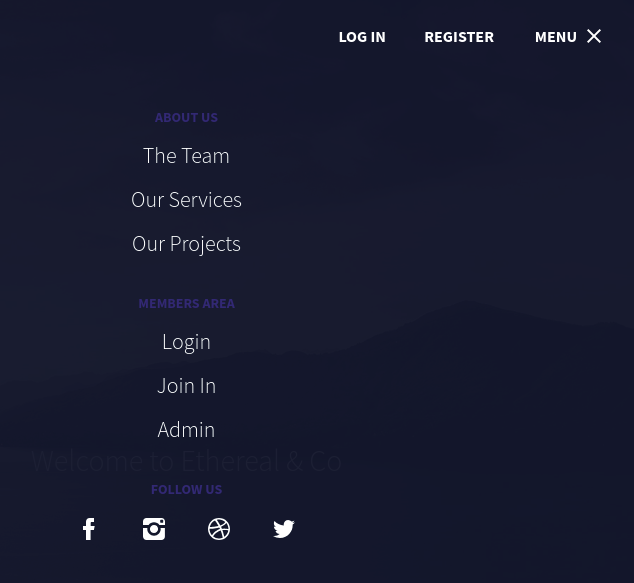 LOG IN REGISTER MENU
ABOUT US
The Team
Our Services
Our Projects
MEMBERS AREA
Login
Join In
Admin
Welcome to Ethereal & Co
FOLLOW US